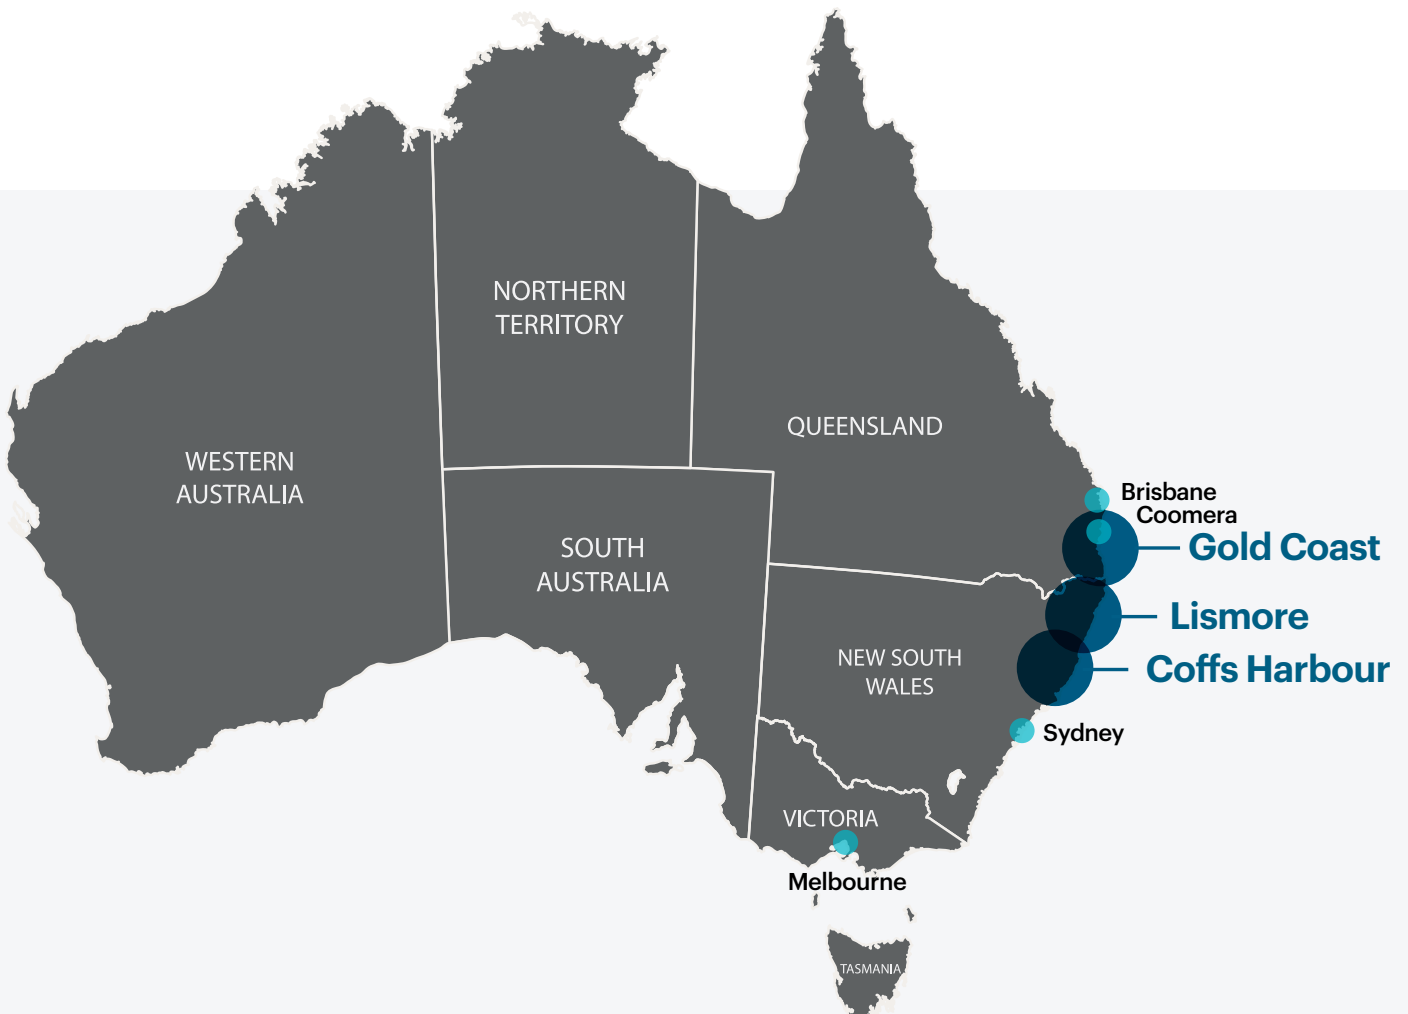 NORTHERN
TERRITORY
QUEENSLAND
WESTERN
AUSTRALIA
Brisbane
Coomera
SOUTH
AUSTRALIA
Gold Coast
Lismore
NEW SOUTH
WALES
Coffs Harbour
Sydney
VICTORIA
Melbourne
TASMANIA